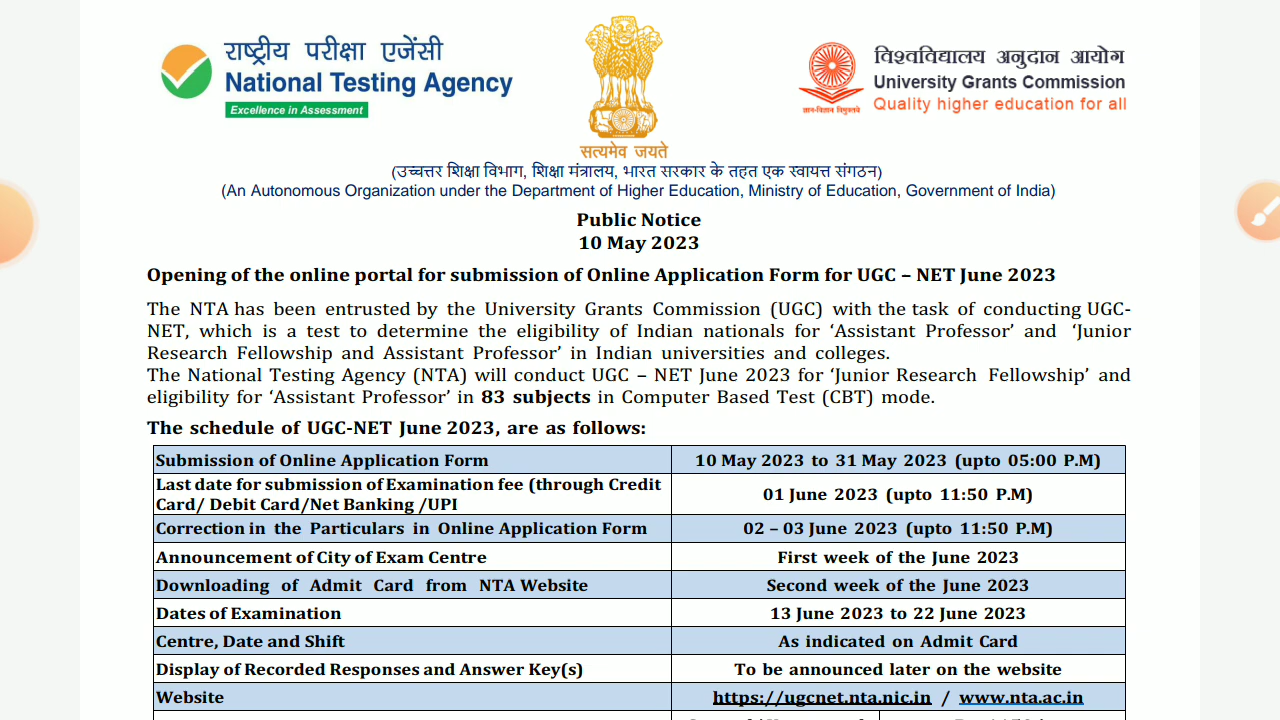 राष्ट्रीय परीक्षा एजेंसी
National Testing Agency
Excellence in Assessment
सत्यमेव जयते
विश्वविद्यालय अनुदान आयोग
University Grants Commission
Quality higher education for all
ज्ञान-विज्ञान विमुक्तये
(उच्चत्तर शिक्षा विभाग, शिक्षा मंत्रालय, भारत सरकार के तहत एक स्वायत्त संगठन)
(An Autonomous Organization under the Department of Higher Education, Ministry of Education, Government of India)
Public Notice
10 May 2023
Opening of the online portal for submission of Online Application Form for UGC – NET June 2023
The NTA has been entrusted by the University Grants Commission (UGC) with the task of conducting UGC-
NET, which is a test to determine the eligibility of Indian nationals for ‘Assistant Professor’ and ‘Junior
Research Fellowship and Assistant Professor’ in Indian universities and colleges.
The National Testing Agency (NTA) will conduct UGC – NET June 2023 for ‘Junior Research Fellowship’ and
eligibility for ‘Assistant Professor’ in 83 subjects in Computer Based Test (CBT) mode.
The schedule of UGC-NET June 2023, are as follows:
Submission of Online Application Form 10 May 2023 to 31 May 2023 (upto 05:00 P.M)
Last date for submission of Examination fee (through Credit
Card/ Debit Card/Net Banking /UPI 01 June 2023 (upto 11:50 P.M)
Correction in the Particulars in Online Application Form 02 – 03 June 2023 (upto 11:50 P.M)
Announcement of City of Exam Centre First week of the June 2023
Downloading of Admit Card from NTA Website Second week of the June 2023
Dates of Examination 13 June 2023 to 22 June 2023
Centre, Date and Shift As indicated on Admit Card
Display of Recorded Responses and Answer Key(s) To be announced later on the website
Website https://ugcnet.nta.nic.in / www.nta.ac.in